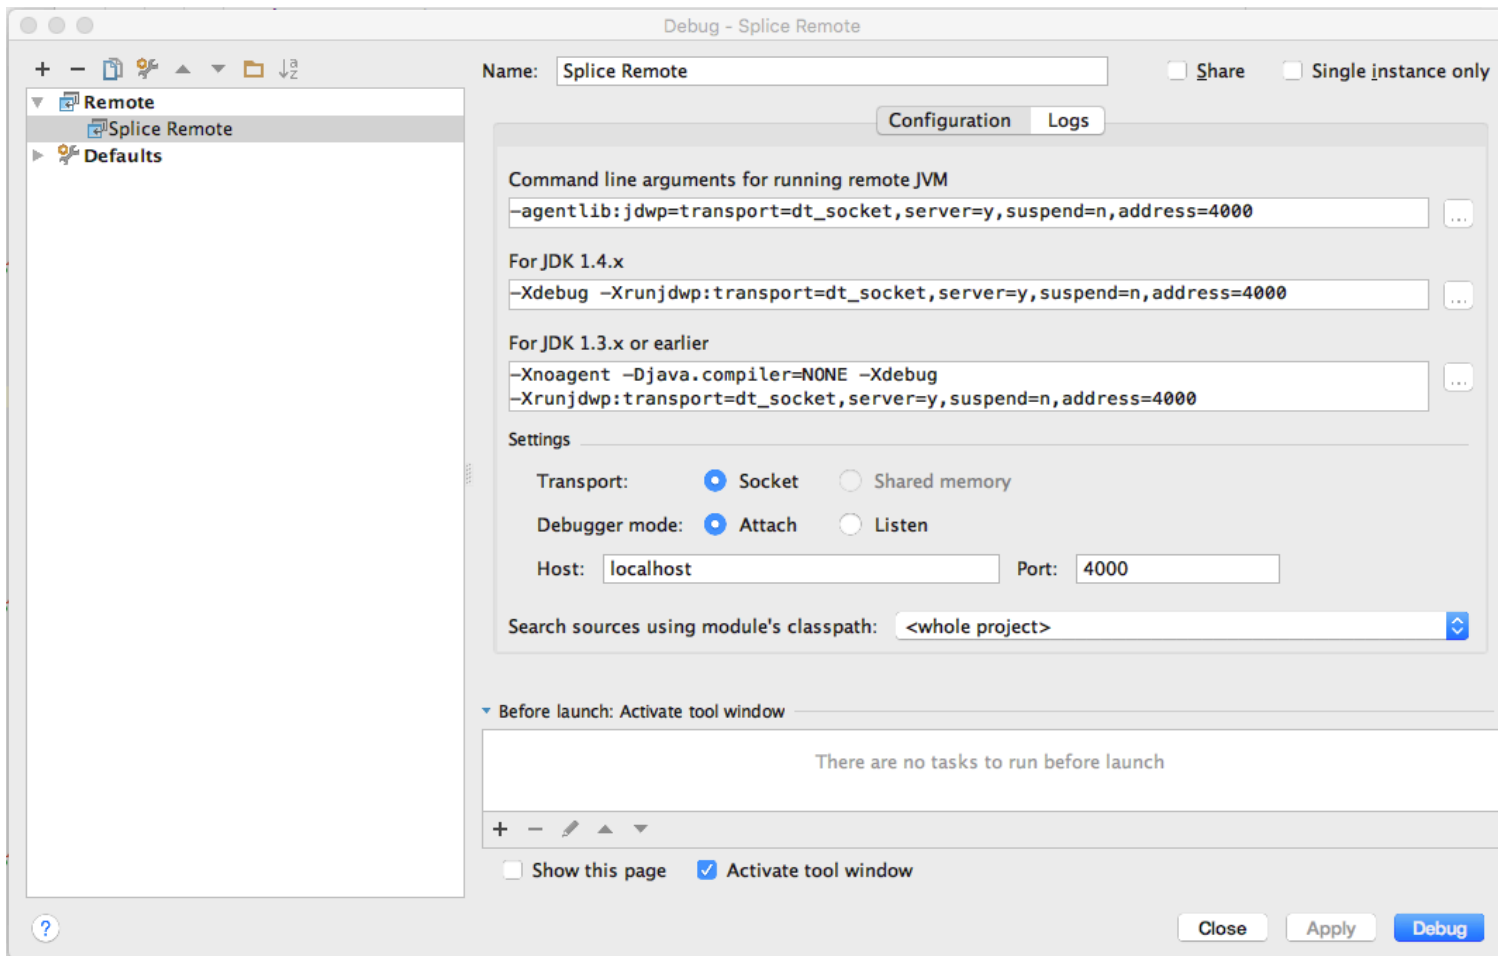 Debug - Splice Remote
Name: Splice Remote
Share
Single instance only
Remote
Splice Remote
Defaults
Configuration
Logs
Command line arguments for running remote JVM
-agentlib:jdwp=transport=dt_socket,server=y,suspend=n,address=4000
...
For JDK 1.4.x
-Xdebug -Xrunjdwp:transport=dt_socket,server=y,suspend=n,address=4000
...
For JDK 1.3.x or earlier
-Xnoagent -Djava.compiler=NONE -Xdebug
-Xrunjdwp:transport=dt_socket,server=y,suspend=n,address=4000
...
Settings
Transport: Socket Shared memory
Debugger mode: Attach Listen
Host: localhost Port: 4000
Search sources using module's classpath: <whole project>
Before launch: Activate tool window
There are no tasks to run before launch
Show this page Activate tool window
? Close Apply Debug